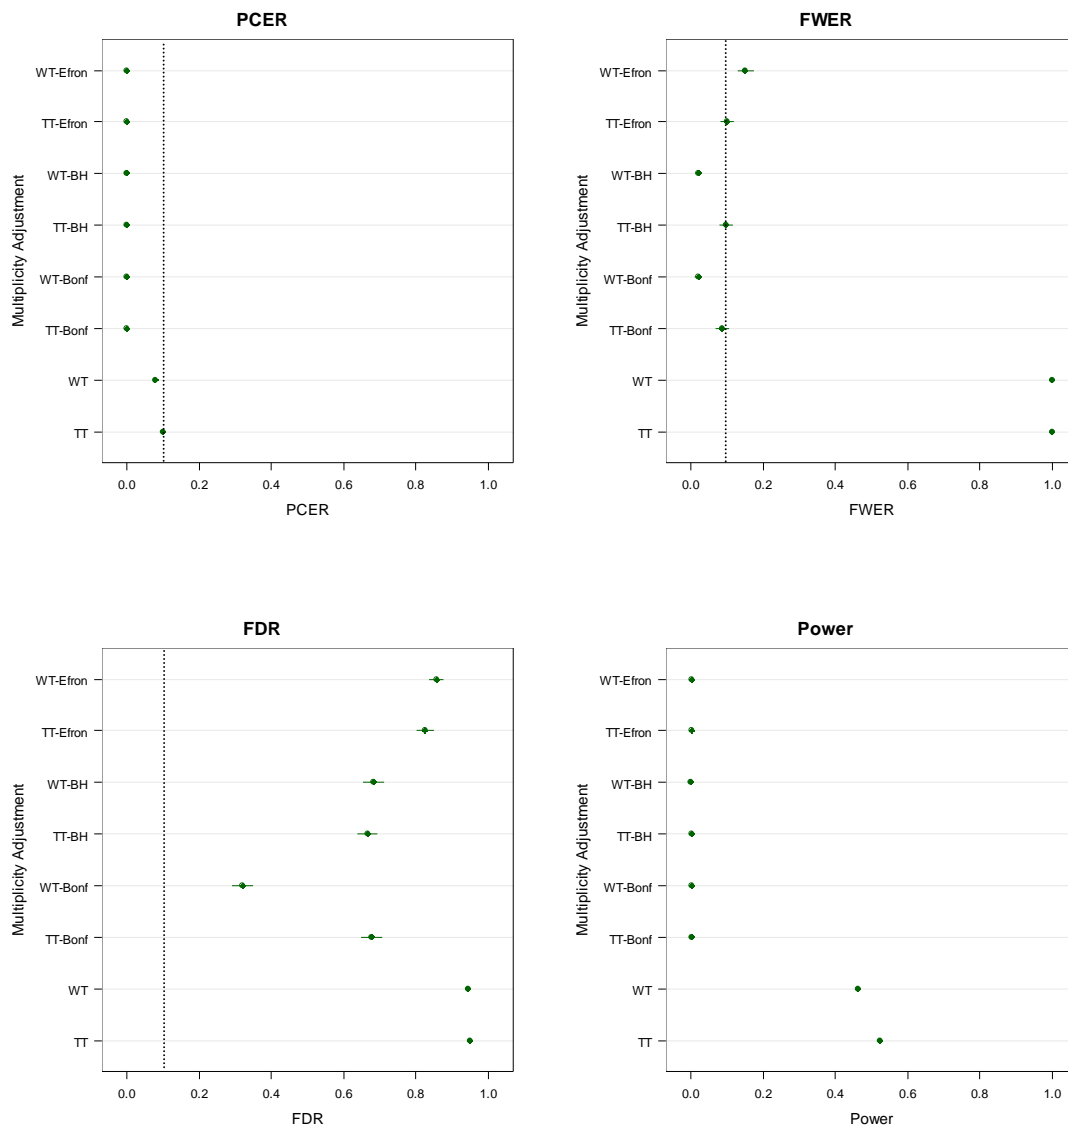 PCER
Multiplicity Adjustment
WT-Efron
TT-Efron
WT-BH
TT-BH
WT-Bonf
TT-Bonf
WT
TT
0.0 0.2 0.4 0.6 0.8 1.0
PCER
FWER
Multiplicity Adjustment
WT-Efron
TT-Efron
WT-BH
TT-BH
WT-Bonf
TT-Bonf
WT
TT
0.0 0.2 0.4 0.6 0.8 1.0
FWER
FDR
Multiplicity Adjustment
WT-Efron
TT-Efron
WT-BH
TT-BH
WT-Bonf
TT-Bonf
WT
TT
0.0 0.2 0.4 0.6 0.8 1.0
FDR
Power
Multiplicity Adjustment
WT-Efron
TT-Efron
WT-BH
TT-BH
WT-Bonf
TT-Bonf
WT
TT
0.0 0.2 0.4 0.6 0.8 1.0
Power